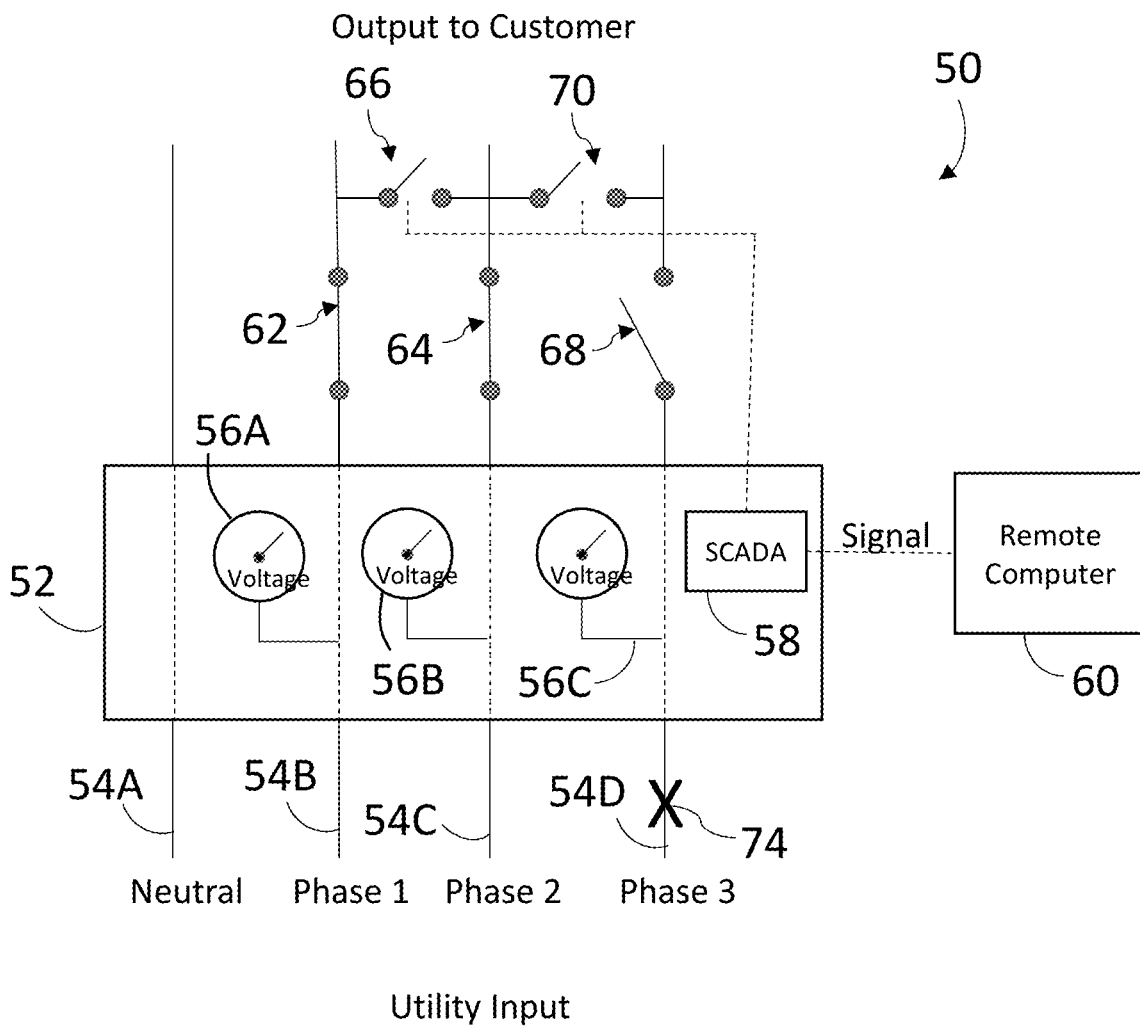 Output to Customer
66
70
50
62
64
68
56A
Voltage
Voltage
Voltage
SCADA
Signal
Remote
Computer
52
56B
56C
58
60
54A
54B
54C
54D
X
74
Neutral
Phase 1
Phase 2
Phase 3
Utility Input